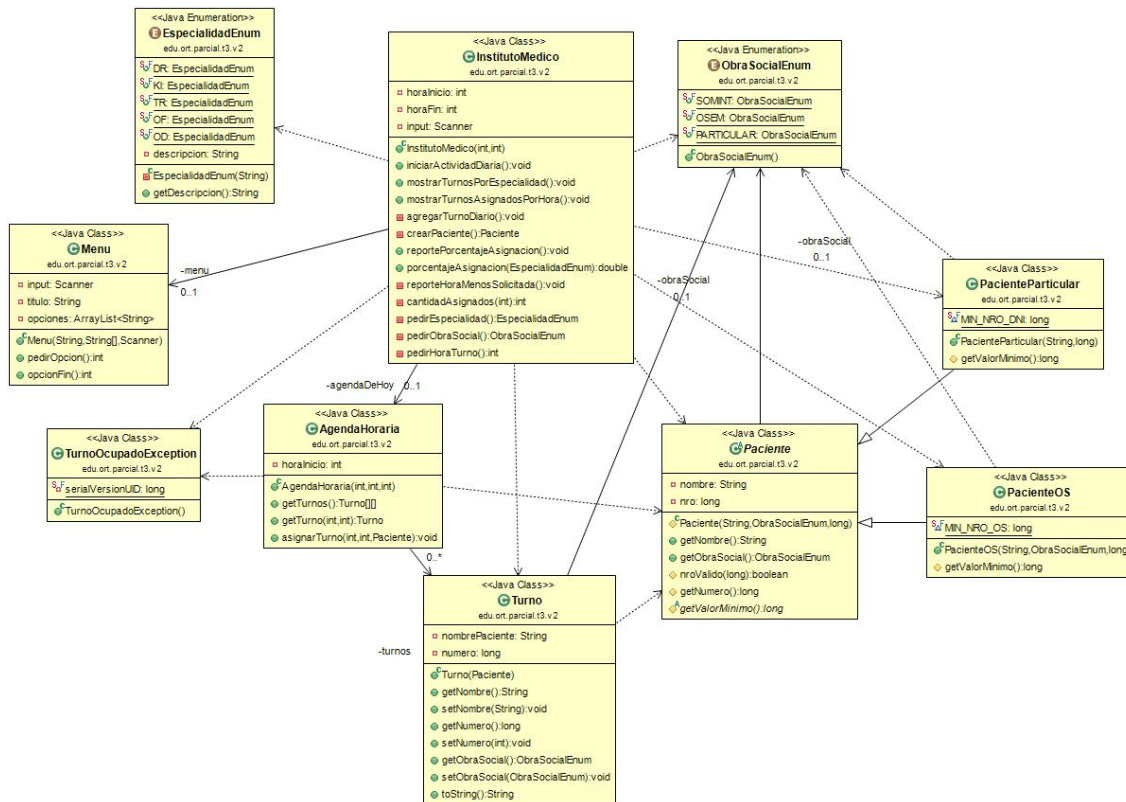 <<Java Enumeration>>
EspecialidadEnum
edu.ort.parcial.t3.v.2
DR: EspecialidadEnum
KI: EspecialidadEnum
TR: EspecialidadEnum
OF: EspecialidadEnum
OD: EspecialidadEnum
descripcion: String
EspecialidadEnum(String)
getDescripcion():String
<<Java Class>>
InstitutoMedico
edu.ort.parcial.t3.v.2
horaInicio: int
horaFin: int
input: Scanner
InstitutoMedico(int,int)
iniciarActividadDiaria():void
mostrarTurnosPorEspecialidad():void
mostrarTurnosAsignadosPorHora():void
agregarTurnoDiario():void
crearPaciente():Paciente
reportePorcentajeAsignacion():void
porcentajeAsignacion(EspecialidadEnum):double
reporteHoraMenosSolicitada():void
cantidadAsignados(int):int
pedirEspecialidad():EspecialidadEnum
pedirObraSocial():ObraSocialEnum
pedirHoraTurno():int
<<Java Enumeration>>
ObraSocialEnum
edu.ort.parcial.t3.v.2
SOMINT: ObraSocialEnum
OSEM: ObraSocialEnum
PARTICULAR: ObraSocialEnum
ObraSocialEnum()
<<Java Class>>
Menu
edu.ort.parcial.t3.v.2
input: Scanner
titulo: String
opciones: ArrayList<String>
Menu(String,String[],Scanner)
pedirOpcion():int
opcionFin():int
-menu
0..1
-obraSocial
0..1
-obraSocial
0..1
<<Java Class>>
PacienteParticular
edu.ort.parcial.t3.v.2
MIN_NRO_DNI: long
PacienteParticular(String,long)
getValorMinimo():long
-agendaDeHoy
0..1
<<Java Class>>
TurnoOcupadoException
edu.ort.parcial.t3.v.2
serialVersionUID: long
TurnoOcupadoException()
<<Java Class>>
AgendaHoraria
edu.ort.parcial.t3.v.2
horaInicio: int
AgendaHoraria(int,int,int)
getTurnos():Turno[][]
getTurno(int,int):Turno
asignarTurno(int,int,Paciente):void
<<Java Class>>
Paciente
edu.ort.parcial.t3.v.2
nombre: String
nro: long
Paciente(String,ObraSocialEnum,long)
getNombre():String
getObraSocial():ObraSocialEnum
nroValido(long):boolean
getNumero():long
getValorMinimo():long
<<Java Class>>
PacienteOS
edu.ort.parcial.t3.v.2
MIN_NRO_OS: long
PacienteOS(String,ObraSocialEnum,long
getValorMinimo():long
0..*
-turnos
<<Java Class>>
Turno
edu.ort.parcial.t3.v.2
nombrePaciente: String
numero: long
Turno(Paciente)
getNombre():String
setNombre(String):void
getNumero():long
setNumero(int):void
getObraSocial():ObraSocialEnum
setObraSocial(ObraSocialEnum):void
toString():String